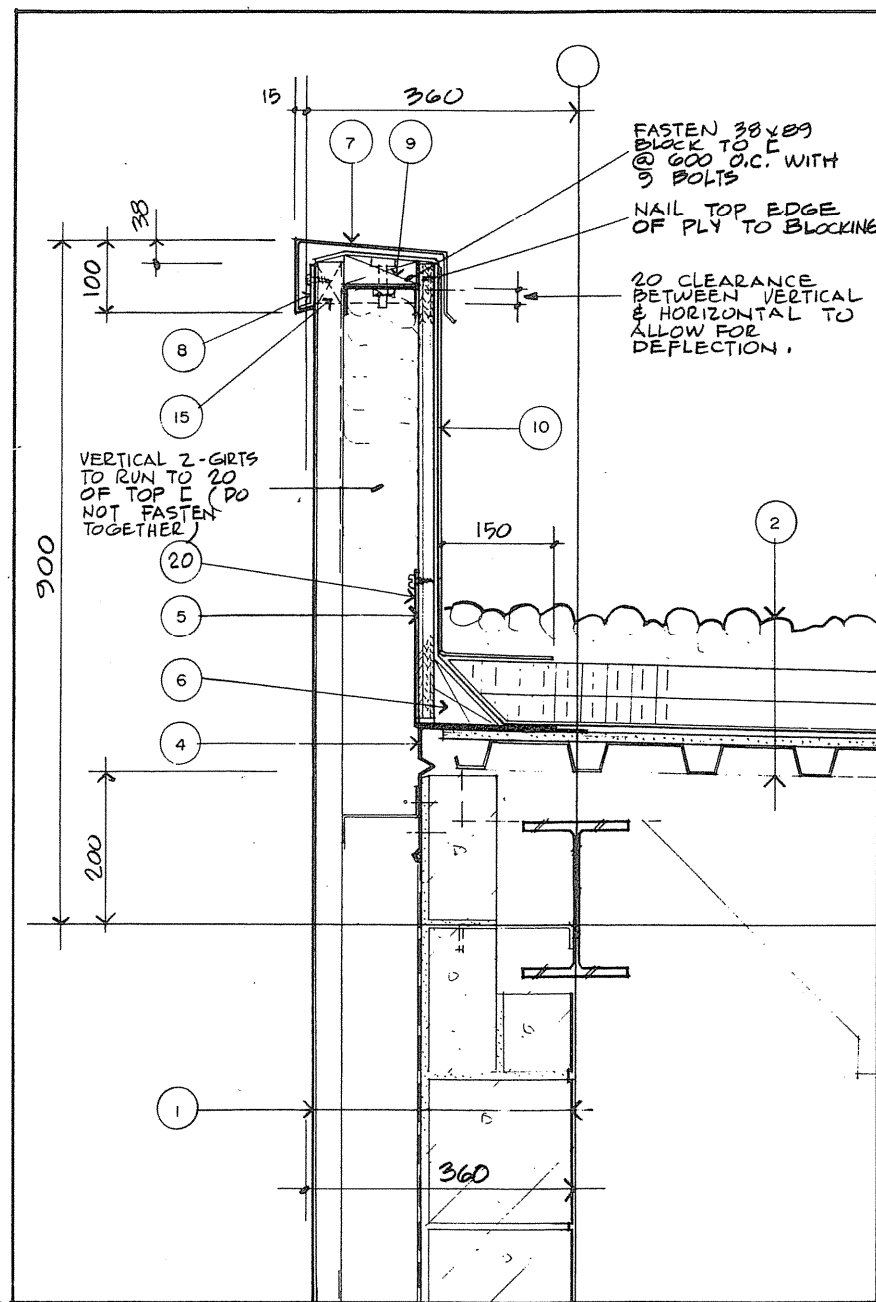 15
360
7
9
FASTEN 38x89
BLOCK TO [
@ 600 O.C. WITH
9 BOLTS
NAIL TOP EDGE
OF PLY TO BLOCKING
38
100
20 CLEARANCE
BETWEEN VERTICAL
& HORIZONTAL TO
ALLOW FOR
DEFLECTION.
8
15
10
VERTICAL Z-GIRTS
TO RUN TO 20
OF TOP [ (DO
NOT FASTEN
TOGETHER)
150
2
900
20
5
6
4
200
1
360